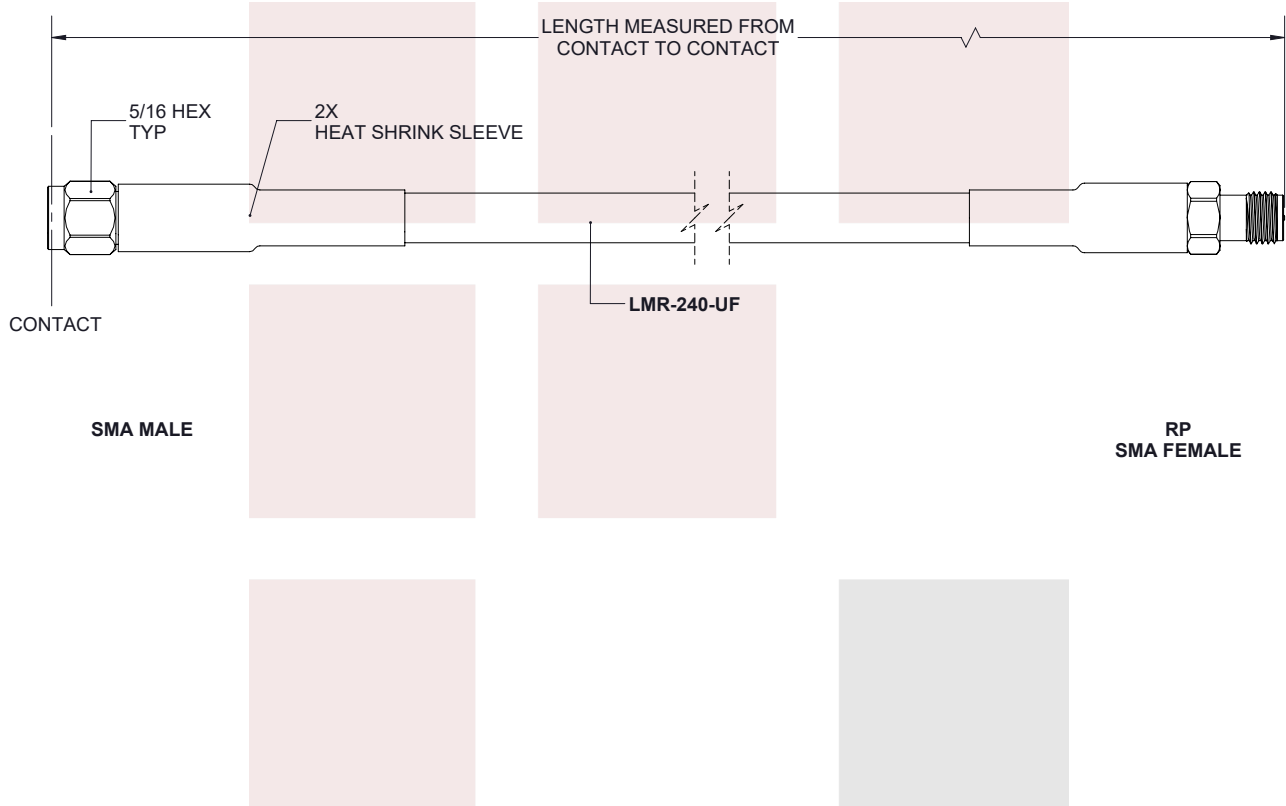 LENGTH MEASURED FROM
CONTACT TO CONTACT
5/16 HEX
TYP
2X
HEAT SHRINK SLEEVE
LMR-240-UF
CONTACT
SMA MALE
RP
SMA FEMALE